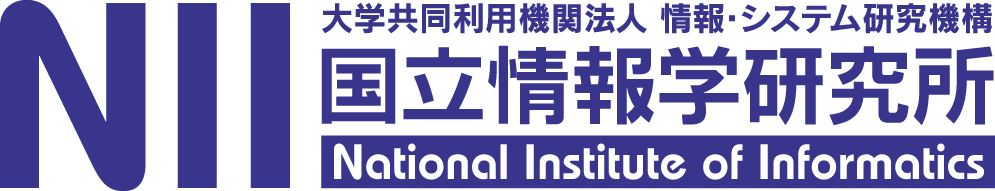 NII
大学共同利用機関法人 情報・システム研究機構
国立情報学研究所
National Institute of Informatics